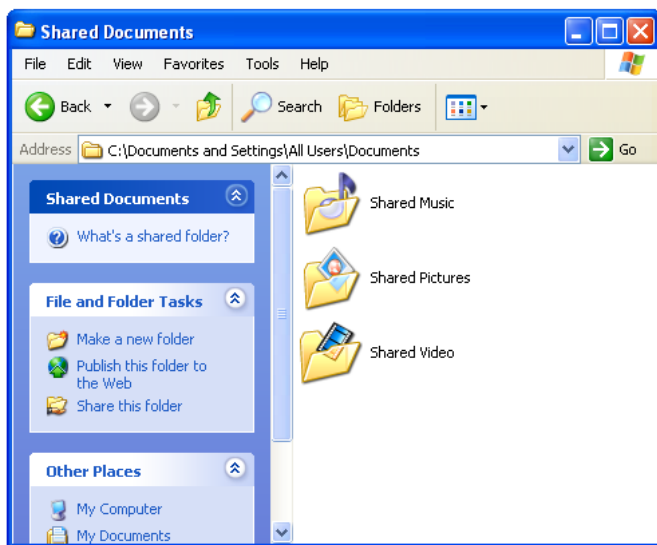 Shared Documents
File Edit View Favorites Tools Help
Back Search Folders
Address C:\Documents and Settings\All Users\Documents Go
Shared Documents
What's a shared folder?
File and Folder Tasks
Make a new folder
Publish this folder to
the Web
Share this folder
Other Places
My Computer
My Documents
Shared Music
Shared Pictures
Shared Video